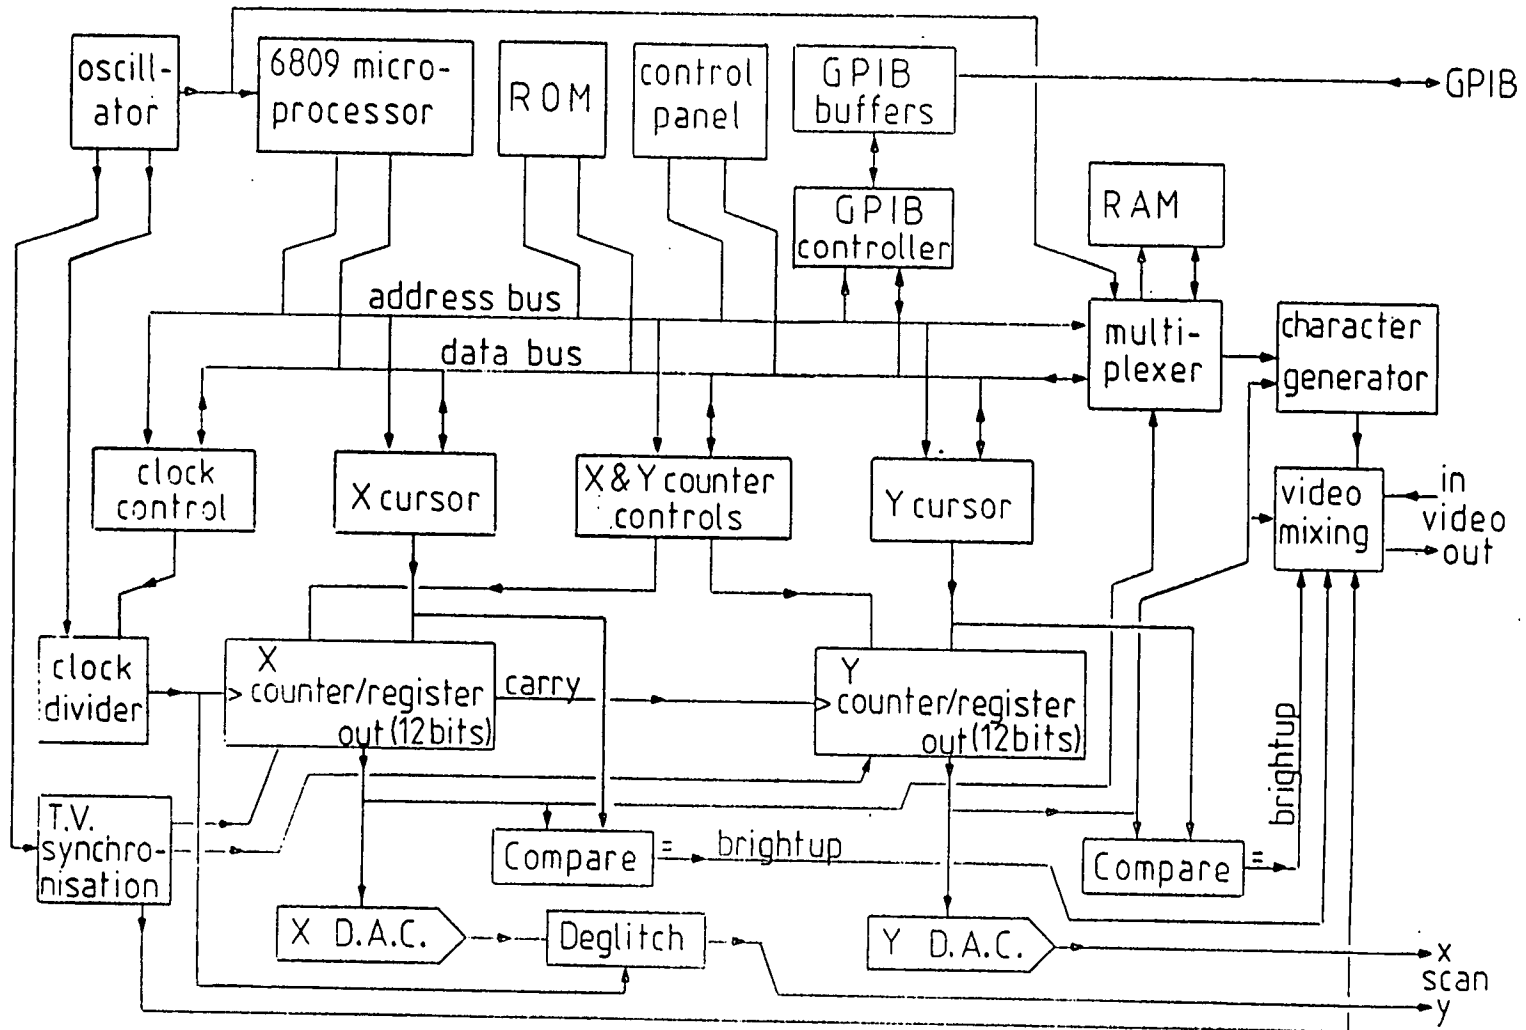 oscill-
ator
6809 micro-
processor
ROM
control
panel
GPIB
buffers
GPIB
GPIB
controller
RAM
address bus
data bus
multi-
plexer
character
generator
clock
control
X cursor
X & Y counter
controls
Y cursor
video
mixing
in
video
out
clock
divider
X
> counter/register
out (12bits)
carry
Y
> counter/register
out (12bits)
T.V.
synchro-
nisation
Compare
=
brightup
Compare
=
brightup
X D.A.C.
Deglitch
Y D.A.C.
x
scan
y